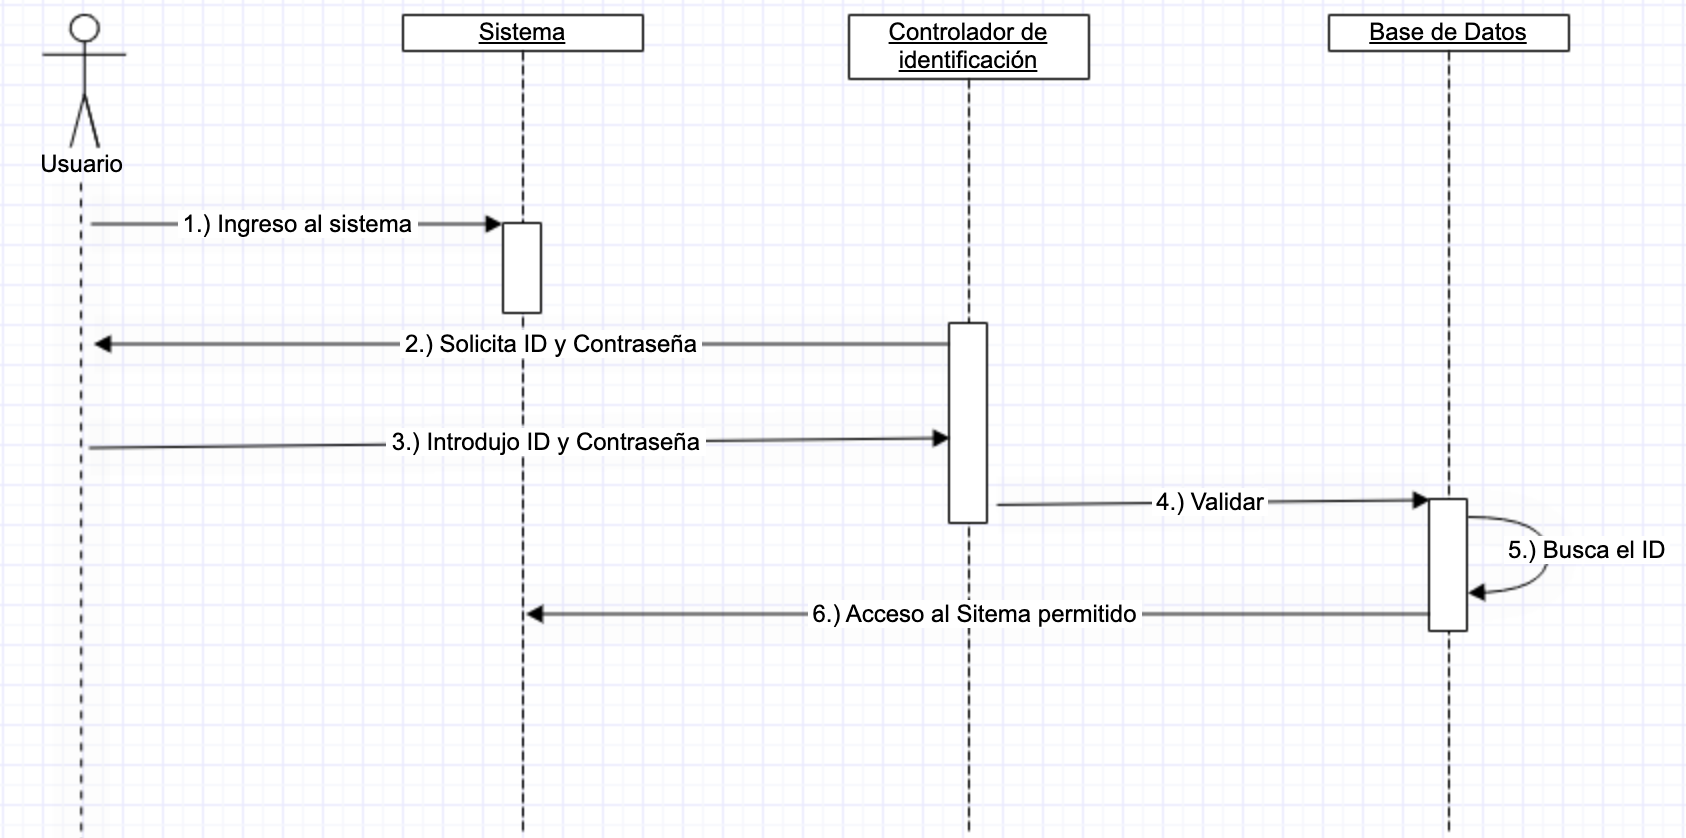 Sistema
Controlador de
identificación
Base de Datos
Usuario
1.) Ingreso al sistema
2.) Solicita ID y Contraseña
3.) Introdujo ID y Contraseña
4.) Validar
5.) Busca el ID
6.) Acceso al Sitema permitido